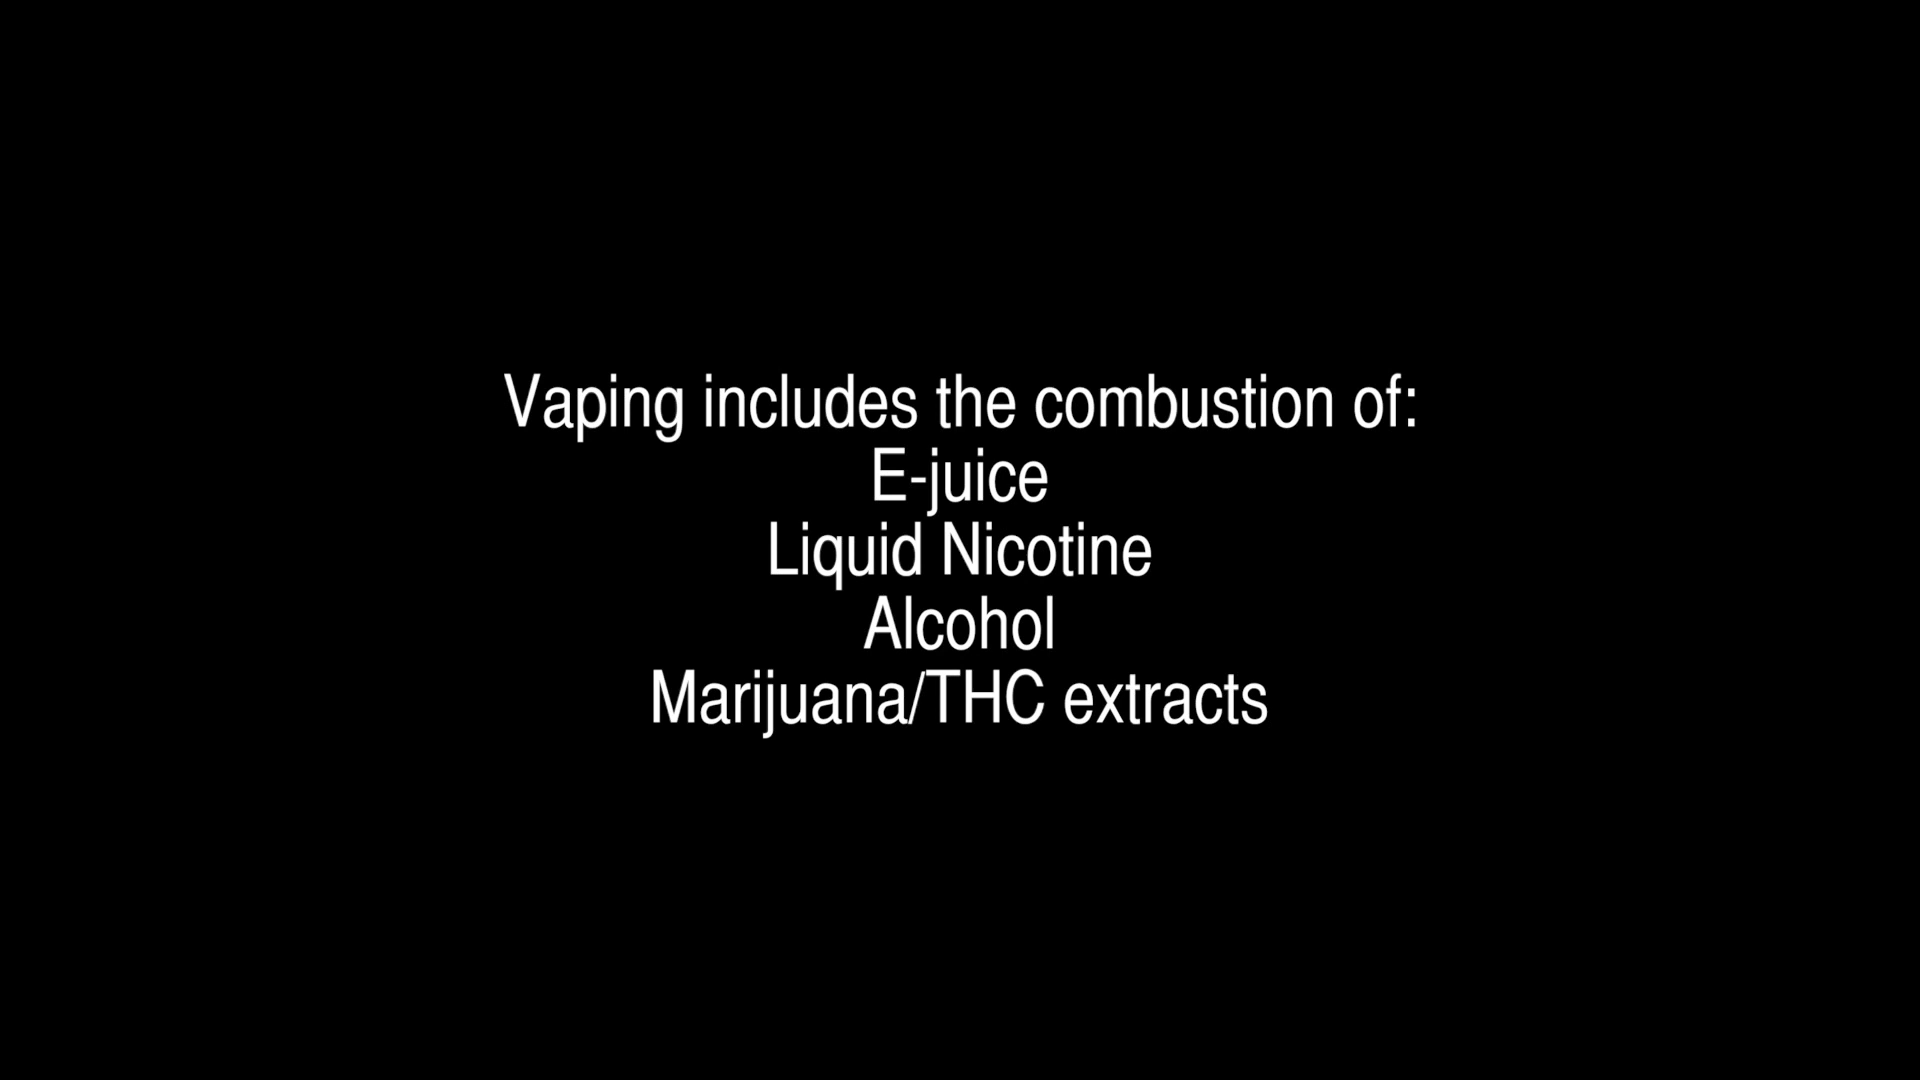 Vaping includes the combustion of:
E-juice
Liquid Nicotine
Alcohol
Marijuana/THC extracts